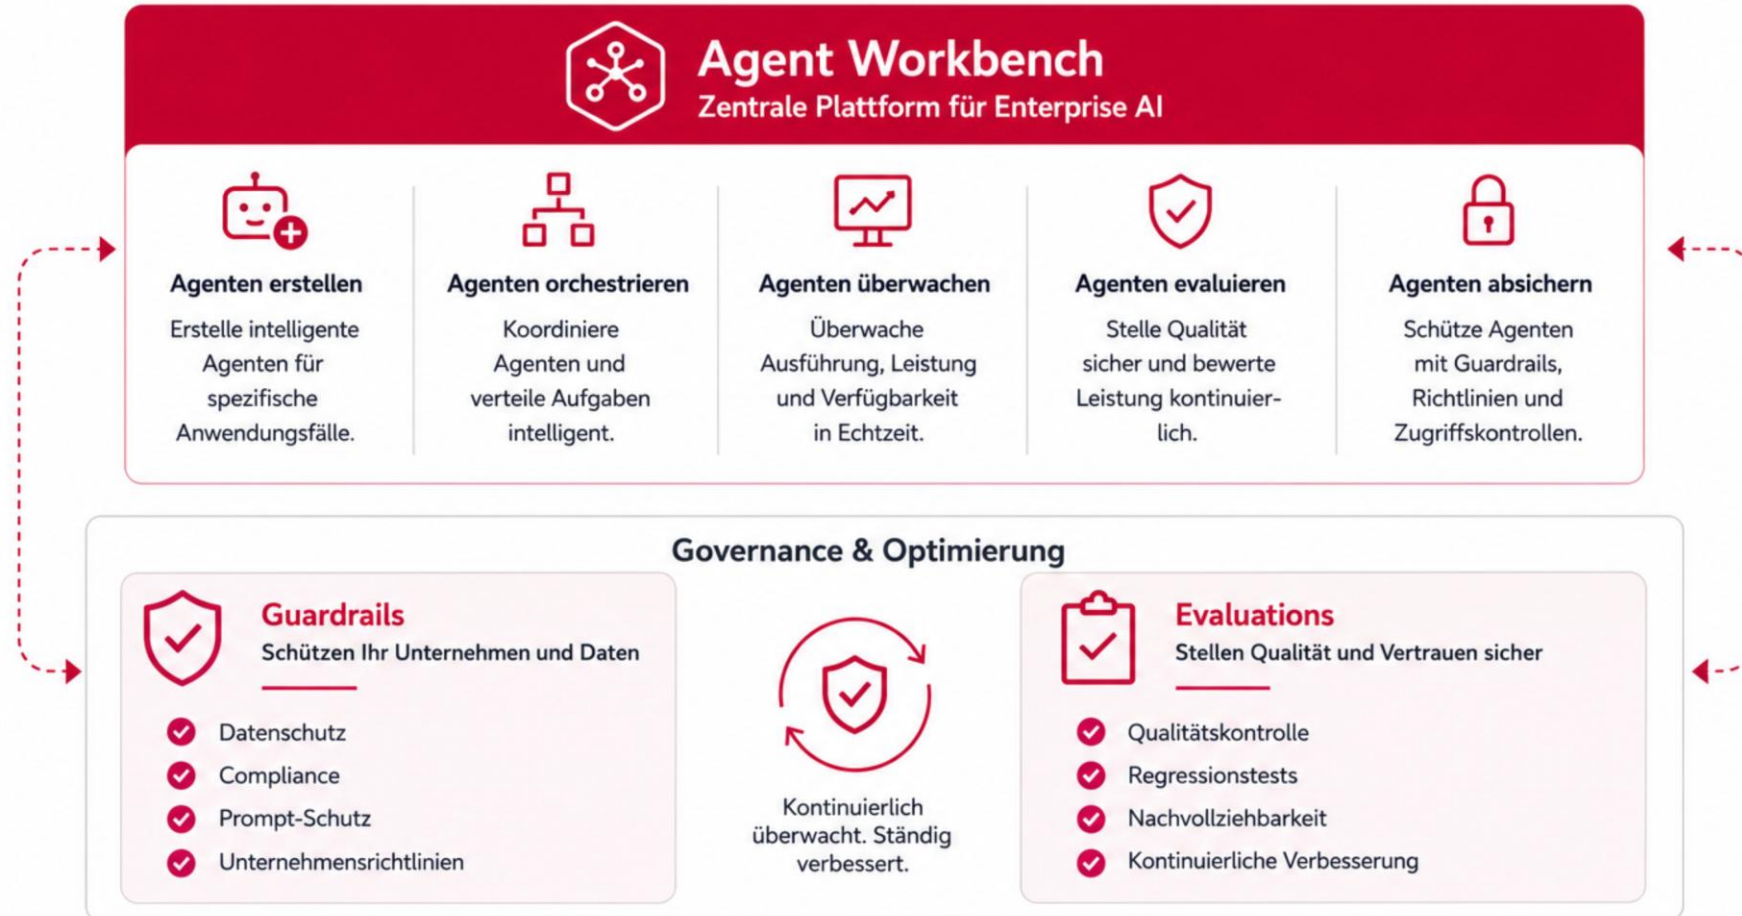 Agent Workbench
Zentrale Plattform für Enterprise AI
Agenten erstellen
Erstelle intelligente
Agenten für
spezifische
Anwendungsfälle.
Agenten orchestrieren
Koordiniere
Agenten und
verteile Aufgaben
intelligent.
Agenten überwachen
Überwache
Ausführung, Leistung
und Verfügbarkeit
in Echtzeit.
Agenten evaluieren
Stelle Qualität
sicher und bewerte
Leistung kontinuier-
lich.
Agenten absichern
Schütze Agenten
mit Guardrails,
Richtlinien und
Zugriffskontrollen.
Governance & Optimierung
Guardrails
Schützen Ihr Unternehmen und Daten
Datenschutz
Compliance
Prompt-Schutz
Unternehmensrichtlinien
Kontinuierlich
überwacht. Ständig
verbessert.
Evaluations
Stellen Qualität und Vertrauen sicher
Qualitätskontrolle
Regressionstests
Nachvollziehbarkeit
Kontinuierliche Verbesserung